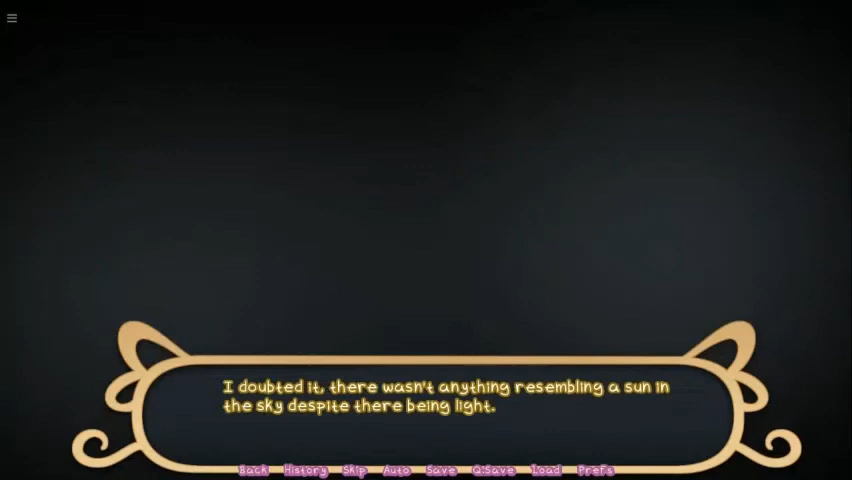 I doubted it, there wasn't anything resembling a sun in
the sky despite there being light.
Back History Skip Auto Save Q.Save Load Prefs